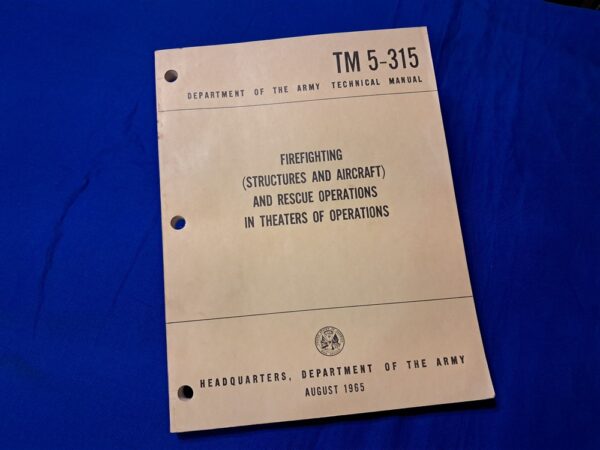 TM 5-315
DEPARTMENT OF THE ARMY TECHNICAL MANUAL
FIREFIGHTING
(STRUCTURES AND AIRCRAFT)
AND RESCUE OPERATIONS
IN THEATERS OF OPERATIONS
HEADQUARTERS, DEPARTMENT OF THE ARMY
AUGUST 1965